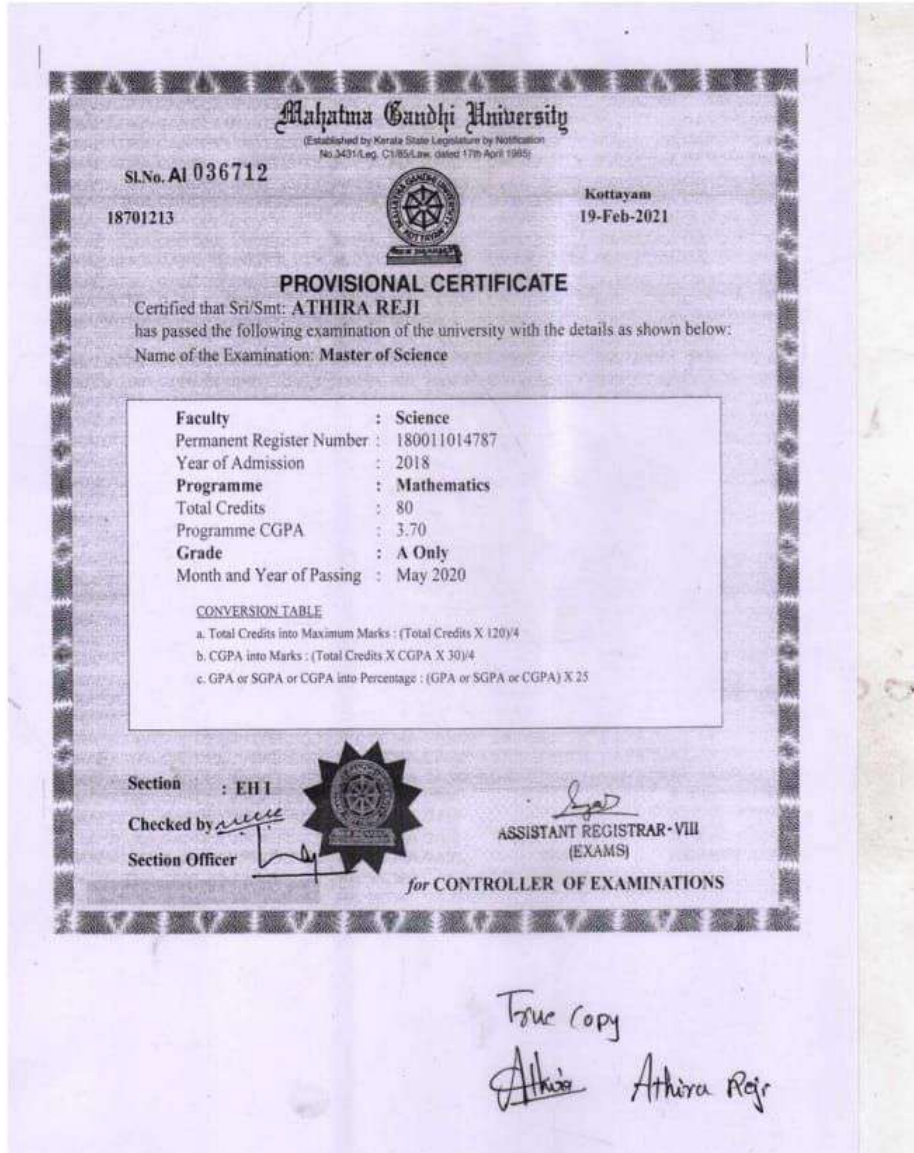 Mahatma Gandhi University
(Established by Kerala State Legislature by Notification
No.3431/Leg. C1/85/Law, dated 17th April 1985)
Sl.No. AI 036712
Kottayam
18701213
19-Feb-2021
PROVISIONAL CERTIFICATE
Certified that Sri/Smt: ATHIRA REJI
has passed the following examination of the university with the details as shown below:
Name of the Examination: Master of Science
Faculty : Science
Permanent Register Number : 180011014787
Year of Admission : 2018
Programme : Mathematics
Total Credits : 80
Programme CGPA : 3.70
Grade : A Only
Month and Year of Passing : May 2020
CONVERSION TABLE
a. Total Credits into Maximum Marks : (Total Credits X 120)/4
b. CGPA into Marks : (Total Credits X CGPA X 30)/4
c. GPA or SGPA or CGPA into Percentage : (GPA or SGPA or CGPA) X 25
Section : EH I
Checked by
Section Officer
ASSISTANT REGISTRAR-VIII
(EXAMS)
for CONTROLLER OF EXAMINATIONS
True Copy
Athira Athira Reji